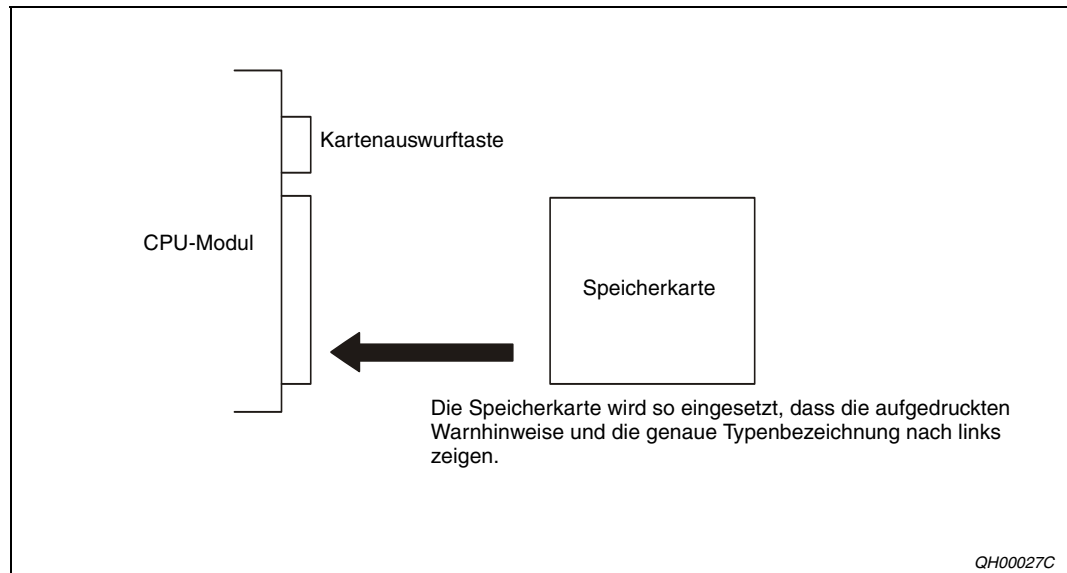 Kartenauswurftaste
CPU-Modul
Speicherkarte
Die Speicherkarte wird so eingesetzt, dass die aufgedruckten
Warnhinweise und die genaue Typenbezeichnung nach links
zeigen.
QH00027C